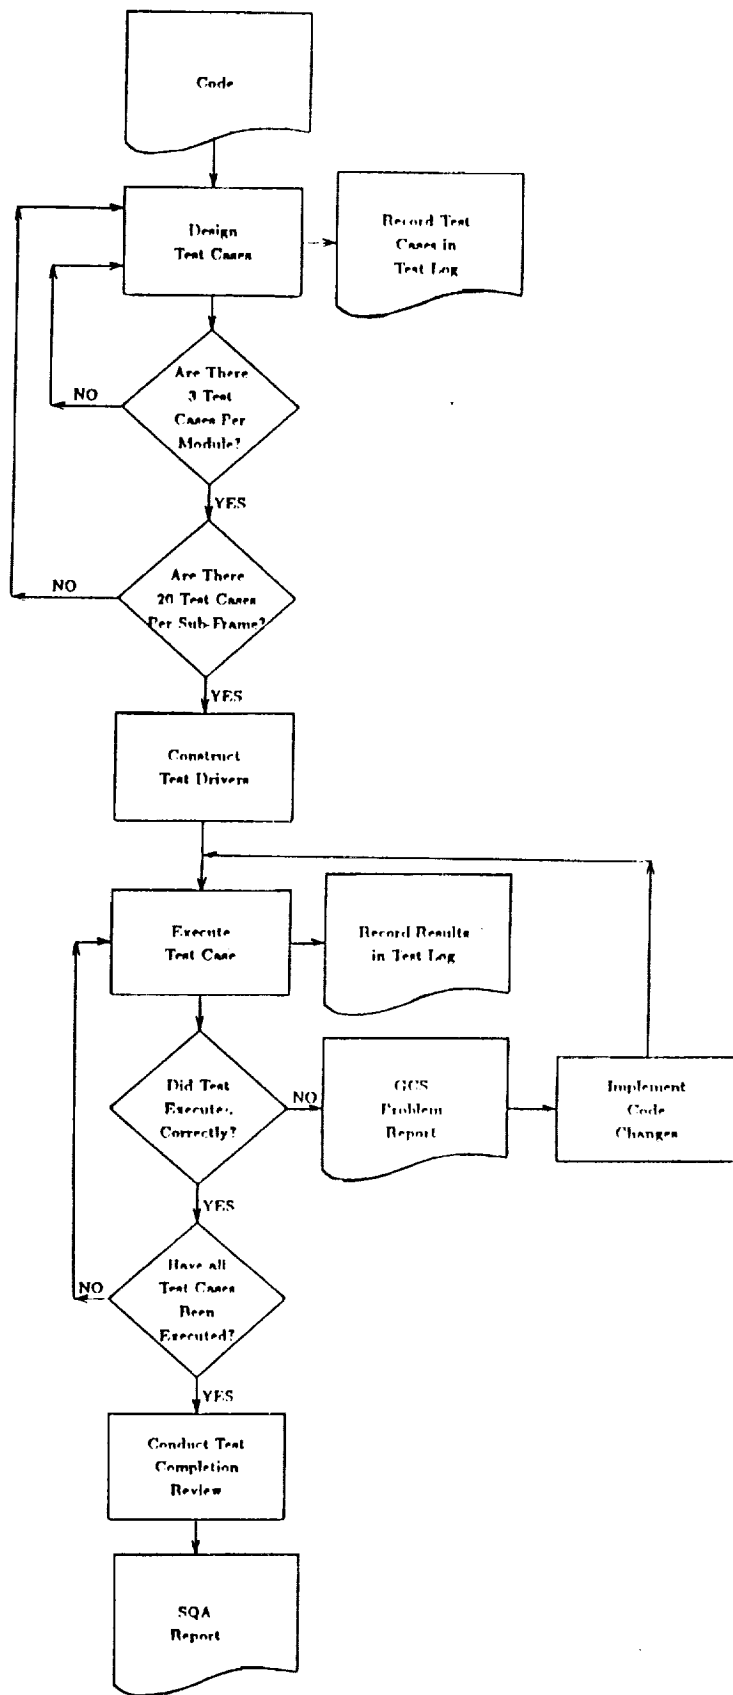 Code
Design
Test Cases
Record Test
Cases in
Test Log
Are There
3 Test
Cases Per
Module?
NO
YES
Are There
20 Test Cases
Per Sub-Frame?
NO
YES
Construct
Test Drivers
Execute
Test Case
Record Results
in Test Log
Did Test
Execute
Correctly?
NO
GCS
Problem
Report
Implement
Code
Changes
YES
Have all
Test Cases
Been
Executed?
NO
YES
Conduct Test
Completion
Review
SQA
Report